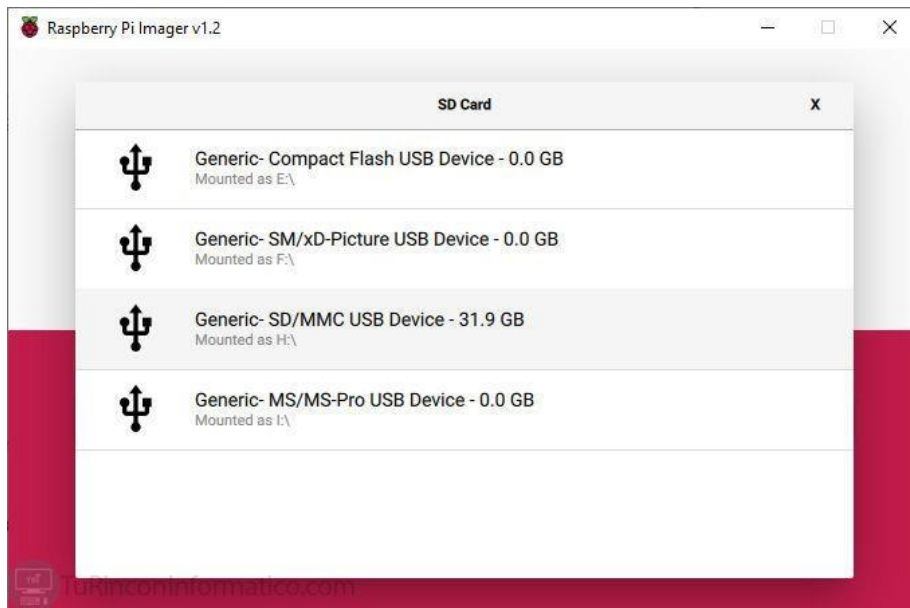 Raspberry Pi Imager v1.2
SD Card X
Generic- Compact Flash USB Device - 0.0 GB
Mounted as E:\
Generic- SM/xD-Picture USB Device - 0.0 GB
Mounted as F:\
Generic- SD/MMC USB Device - 31.9 GB
Mounted as H:\
Generic- MS/MS-Pro USB Device - 0.0 GB
Mounted as I:\
TuRinconInformatico.com